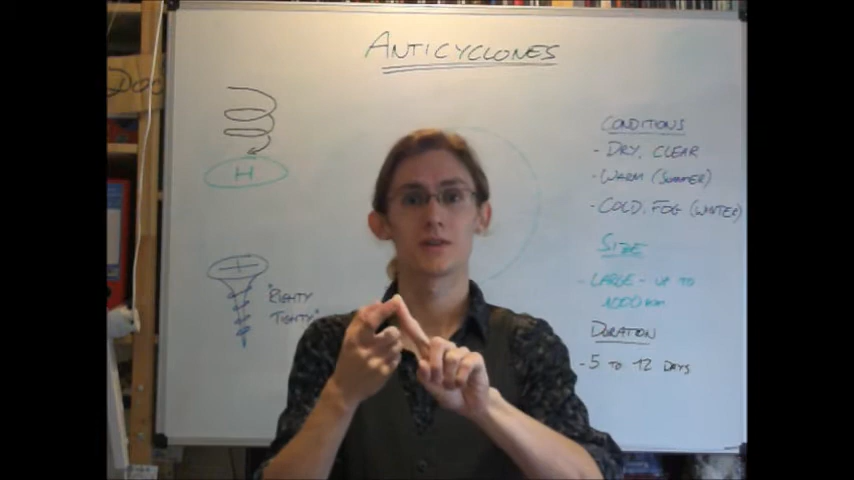 ANTICYCLONES
H
"RIGHTY
TIGHTY"
CONDITIONS
- DRY, CLEAR
- WARM (SUMMER)
- COLD, FOG (WINTER)
SIZE
- LARGE - UP TO
1000 km
DURATION
- 5 TO 12 DAYS